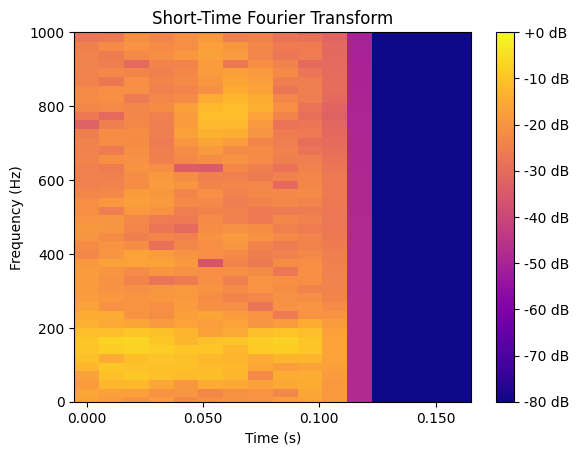 Short-Time Fourier Transform
Frequency (Hz)
1000
800
600
400
200
0
0.000
0.050
0.100
0.150
Time (s)
+0 dB
-10 dB
-20 dB
-30 dB
-40 dB
-50 dB
-60 dB
-70 dB
-80 dB